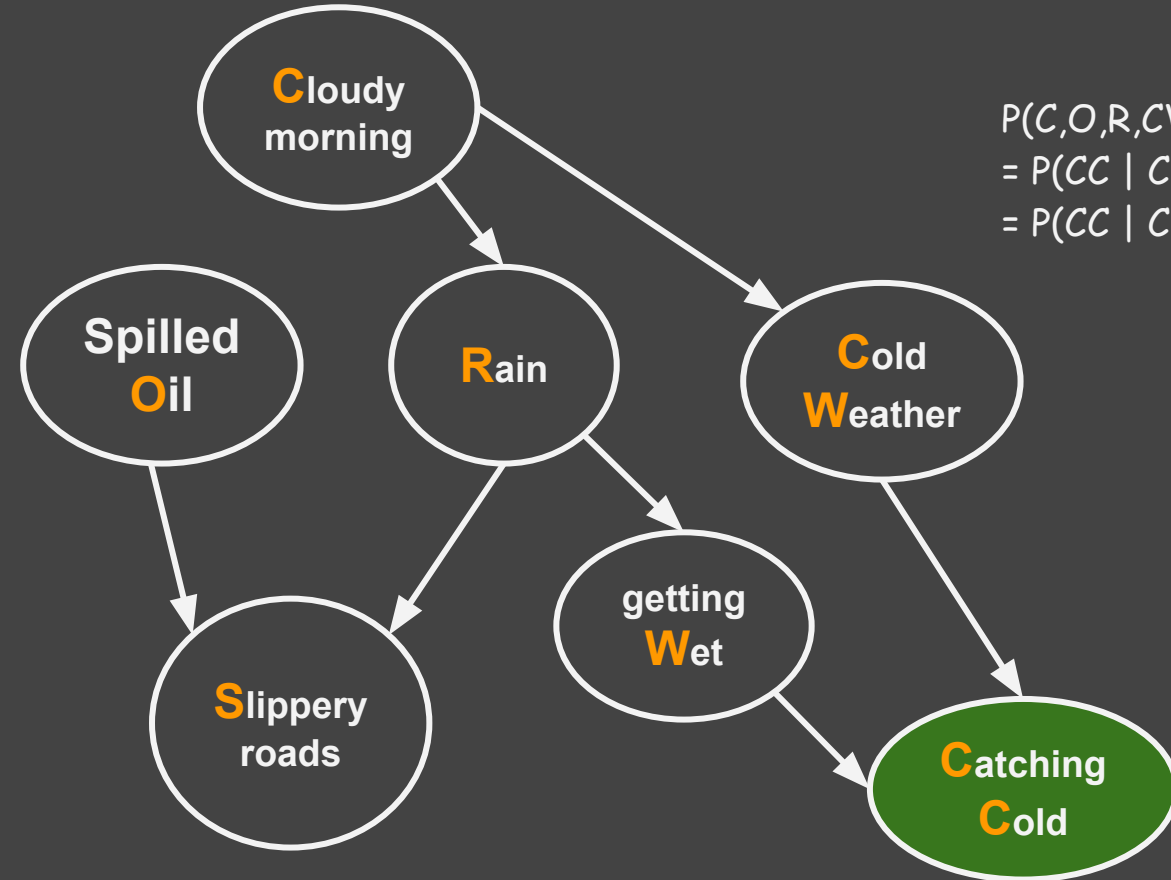 Cloudy
morning
P(C,O,R,C
= P(CC | C
= P(CC | C
Spilled
Oil
Rain
Cold
Weather
getting
Wet
Slippery
roads
Catching
Cold